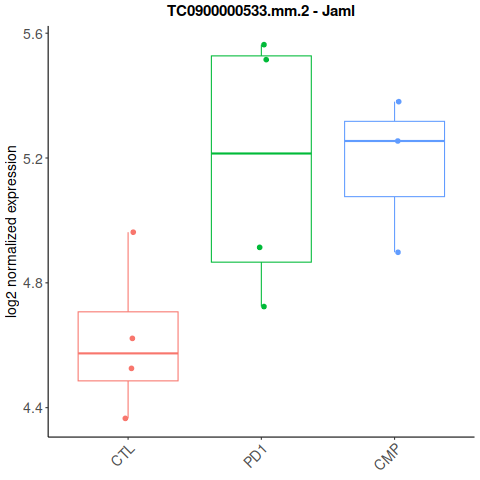 TC0900000533.mm.2 - Jaml
log2 normalized expression
5.6
5.2
4.8
4.4
CTL
PD1
CMP